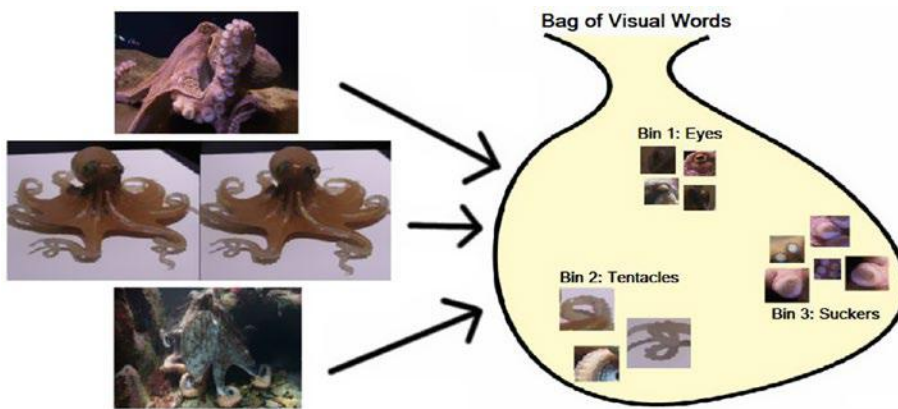 Bag of Visual Words
Bin 1: Eyes
Bin 2: Tentacles
Bin 3: Suckers